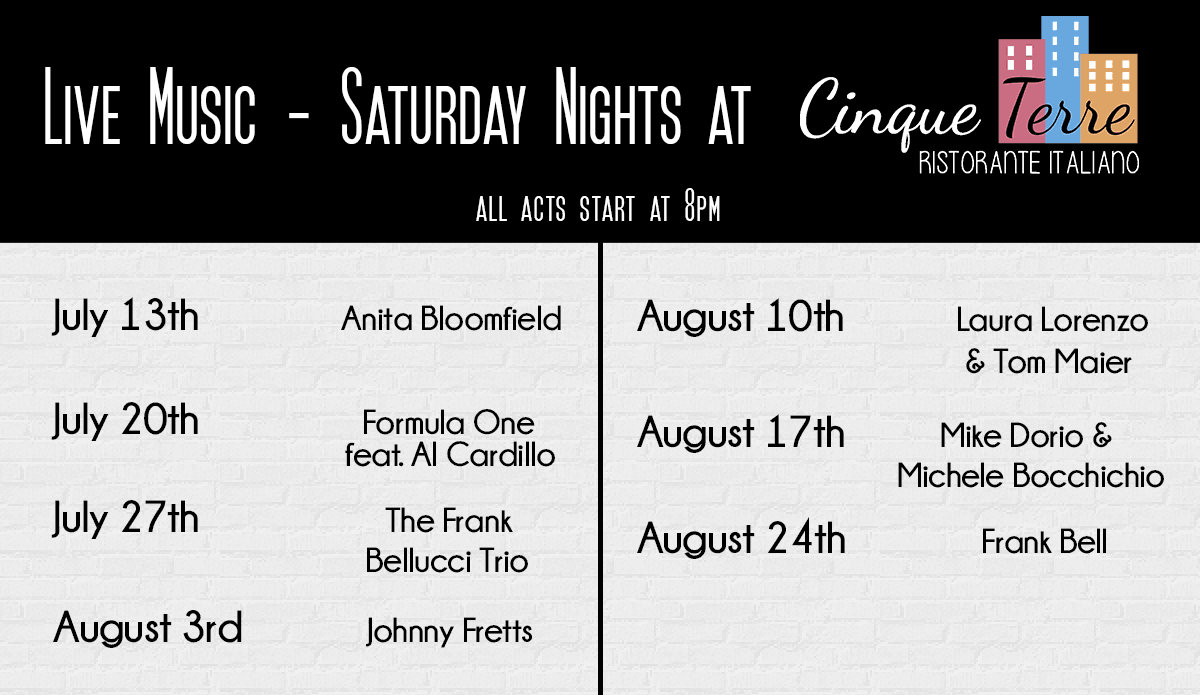 Live Music - Saturday Nights at
Cinque Terre
RISTORANTE ITALIANO
ALL ACTS START AT 8PM
July 13th Anita Bloomfield
July 20th Formula One
feat. Al Cardillo
July 27th The Frank
Bellucci Trio
August 3rd Johnny Fretts
August 10th Laura Lorenzo
& Tom Maier
August 17th Mike Dorio &
Michele Bocchichio
August 24th Frank Bell